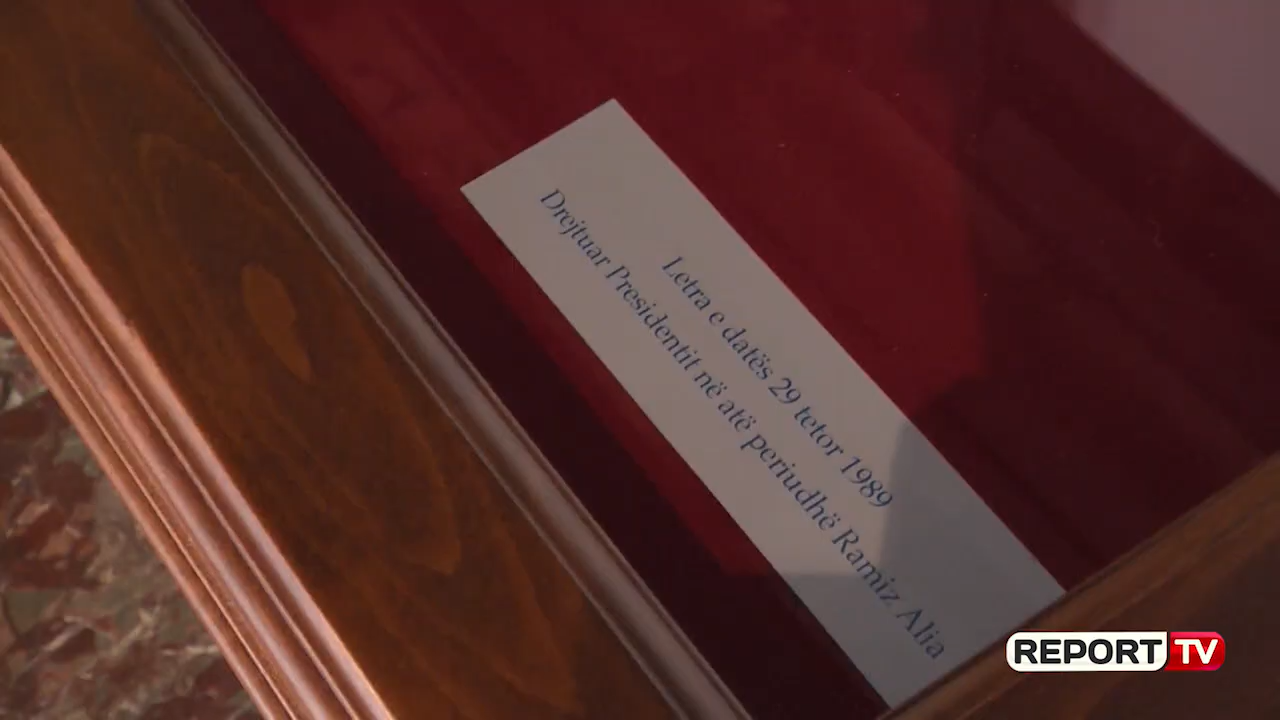 Letra e datës 29 tetor 1989
Drejtuar Presidentit në atë periudhë Ramiz Alia
REPORT TV